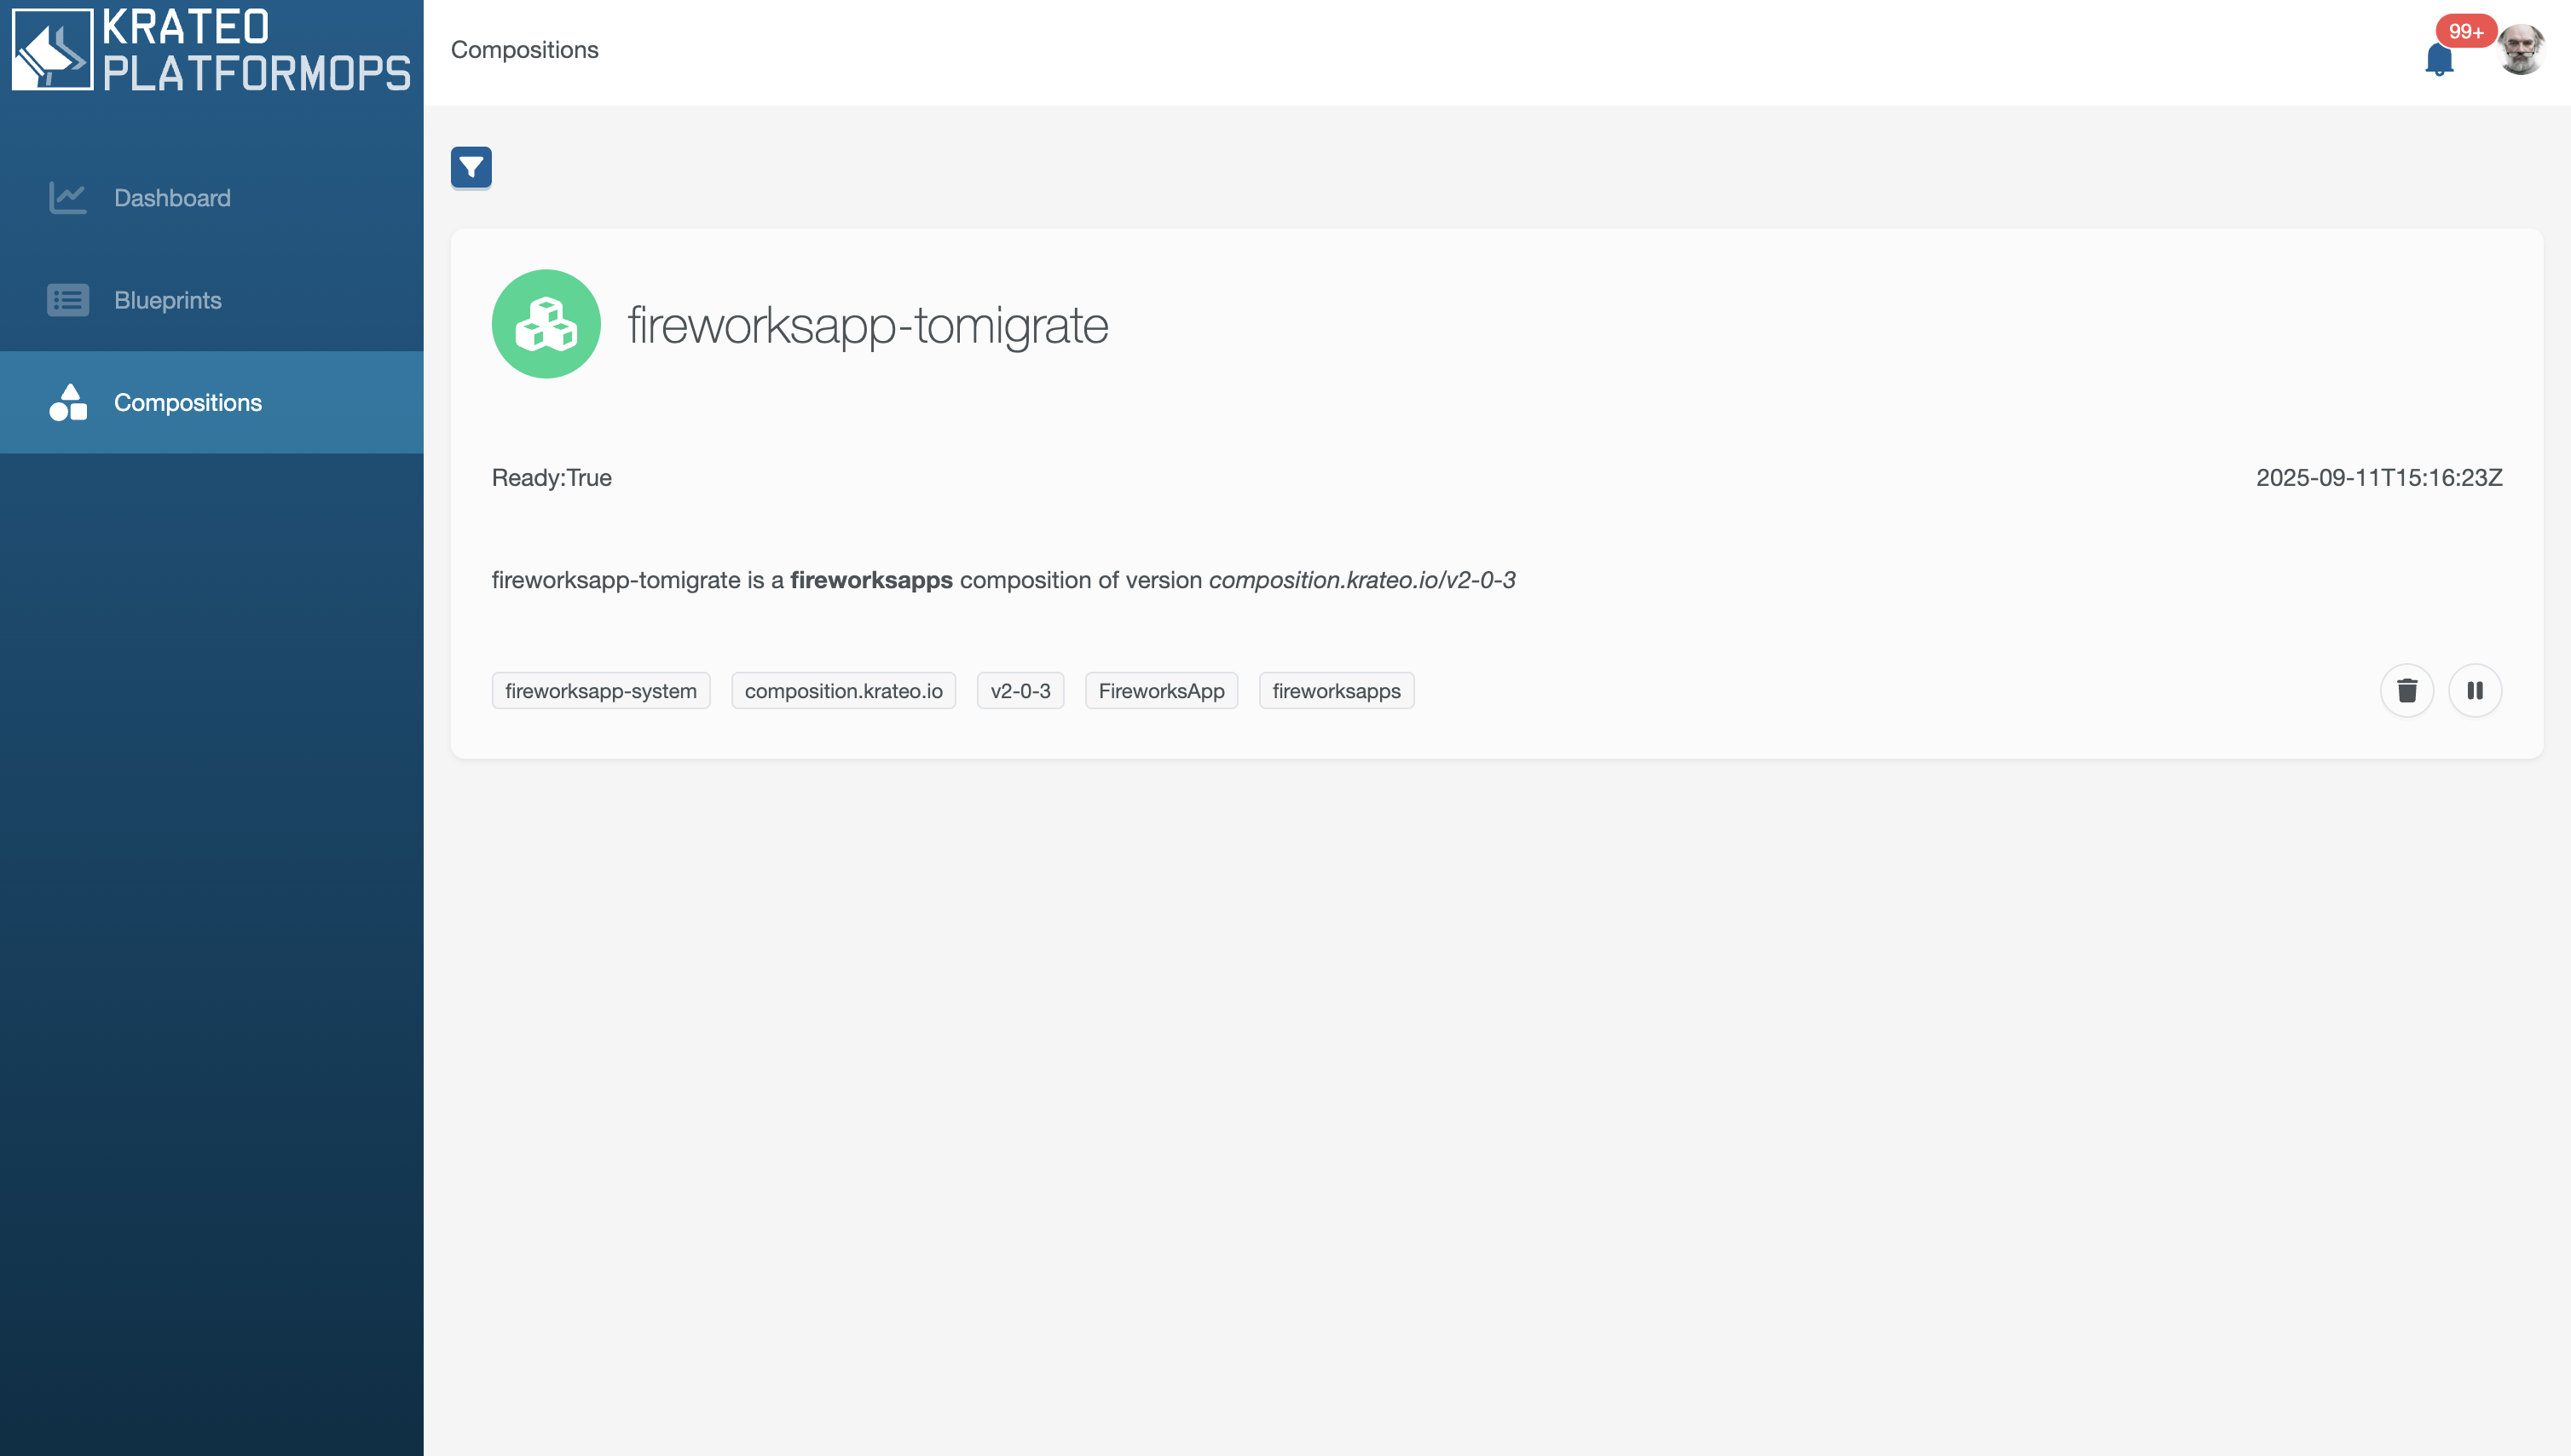 KRATEO
PLATFORMOPS
Dashboard
Blueprints
Compositions
Compositions
99+
fireworksapp-tomigrate
Ready:True
2025-09-11T15:16:23Z
fireworksapp-tomigrate is a fireworksapps composition of version composition.krateo.io/v2-0-3
fireworksapp-system composition.krateo.io v2-0-3 FireworksApp fireworksapps